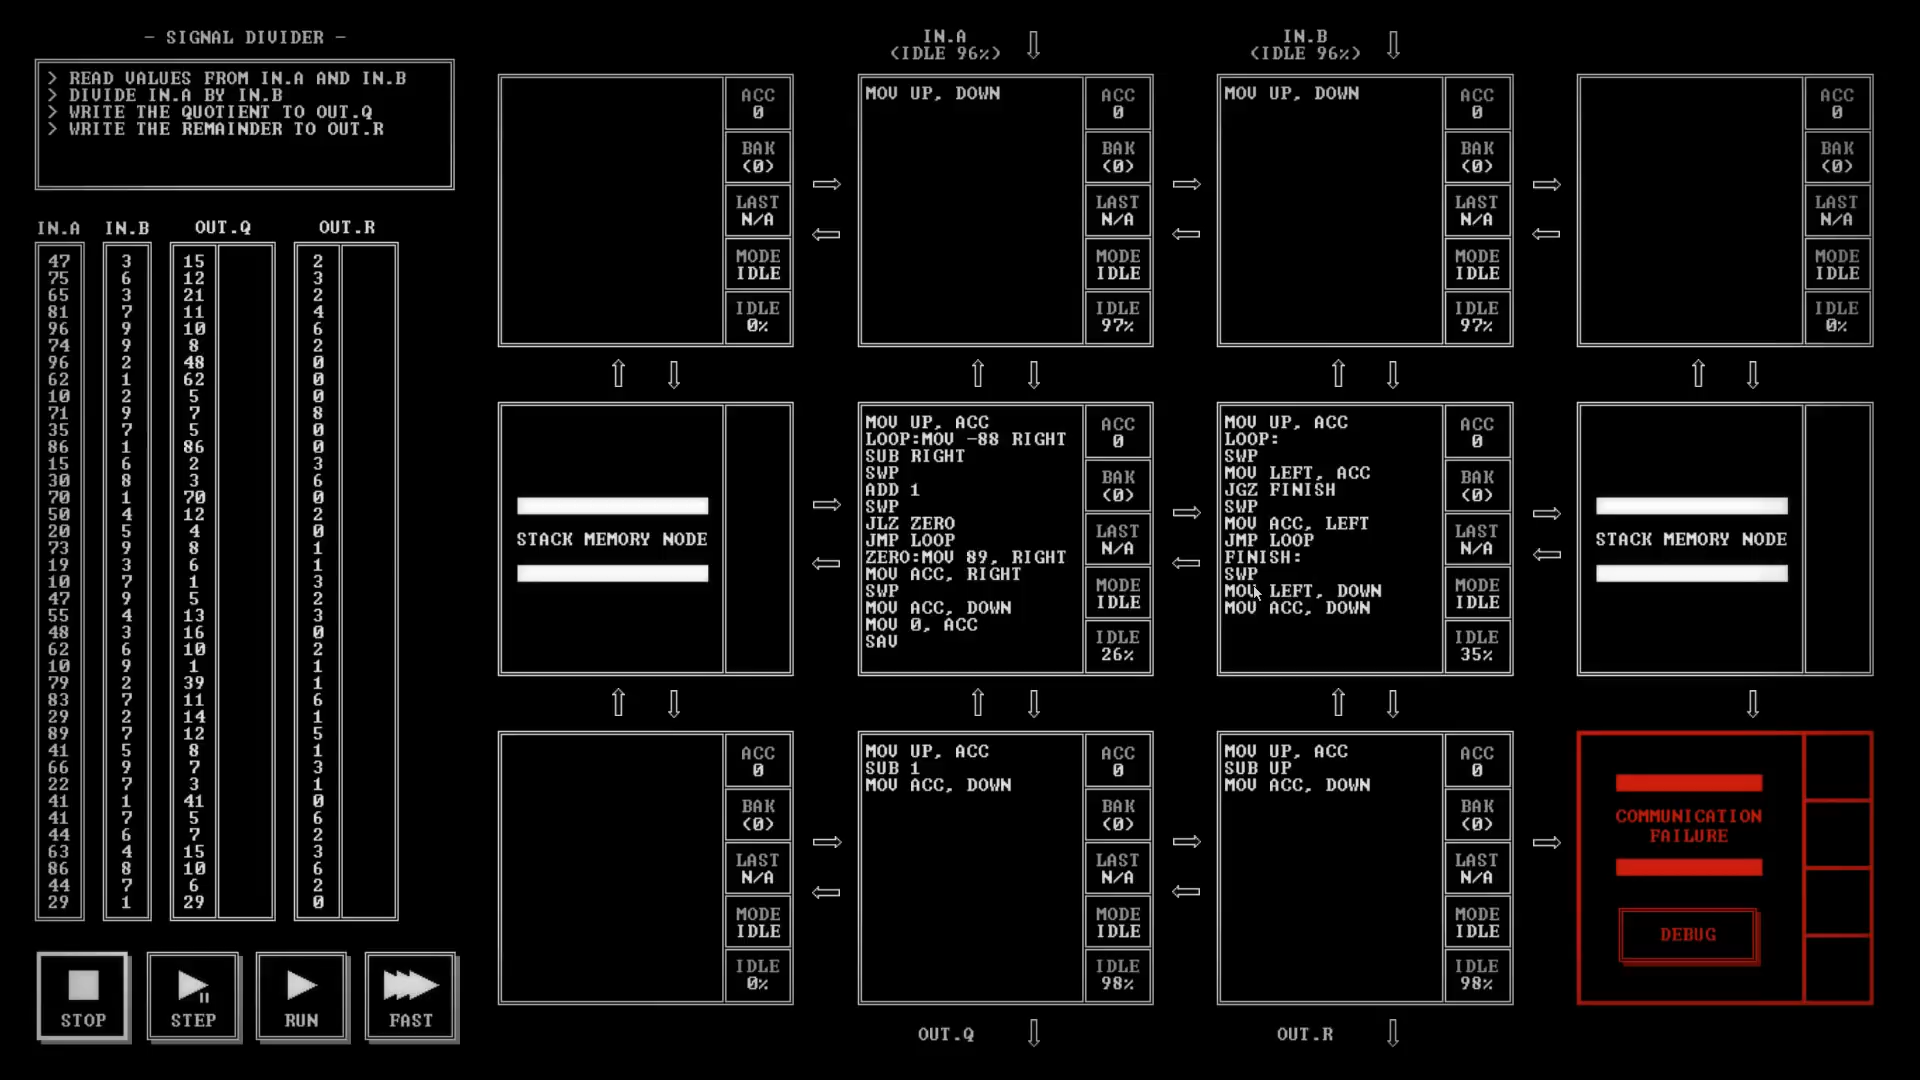 - SIGNAL DIVIDER -
> READ VALUES FROM IN.A AND IN.B
> DIVIDE IN.A BY IN.B
> WRITE THE QUOTIENT TO OUT.Q
> WRITE THE REMAINDER TO OUT.R
IN.A IN.B OUT.Q OUT.R
47 3 15 2
75 6 12 3
65 3 21 2
81 7 11 4
96 9 10 6
74 9 8 2
96 2 48 0
62 1 62 0
10 2 5 0
71 9 7 8
35 7 5 0
86 1 86 0
15 6 2 3
30 8 3 6
70 1 70 0
50 4 12 2
20 5 4 0
73 9 8 1
19 3 6 1
10 7 1 3
47 9 5 2
55 4 13 3
48 3 16 0
62 6 10 2
10 9 1 1
79 2 39 1
83 7 11 6
29 2 14 1
89 7 12 5
41 5 8 1
66 9 7 3
22 7 3 1
41 1 41 0
41 7 5 6
44 6 7 2
63 4 15 3
86 8 10 6
44 7 6 2
29 1 29 0
STOP
STEP
RUN
FAST
IN.A
(IDLE 96%)
IN.B
(IDLE 96%)
ACC
0
BAK
(0)
LAST
N/A
MODE
IDLE
IDLE
0%
MOV UP, DOWN
ACC
0
BAK
(0)
LAST
N/A
MODE
IDLE
IDLE
97%
MOV UP, DOWN
ACC
0
BAK
(0)
LAST
N/A
MODE
IDLE
IDLE
97%
ACC
0
BAK
(0)
LAST
N/A
MODE
IDLE
IDLE
0%
STACK MEMORY NODE
MOV UP, ACC
LOOP:MOV -88 RIGHT
SUB RIGHT
SWP
ADD 1
SWP
JLZ ZERO
JMP LOOP
ZERO:MOV 89, RIGHT
MOV ACC, RIGHT
SWP
MOV ACC, DOWN
MOV 0, ACC
SAV
ACC
0
BAK
(0)
LAST
N/A
MODE
IDLE
IDLE
26%
MOV UP, ACC
LOOP:
SWP
MOV LEFT, ACC
JGZ FINISH
SWP
MOV ACC, LEFT
JMP LOOP
FINISH:
SWP
MOV LEFT, DOWN
MOV ACC, DOWN
ACC
0
BAK
(0)
LAST
N/A
MODE
IDLE
IDLE
35%
STACK MEMORY NODE
ACC
0
BAK
(0)
LAST
N/A
MODE
IDLE
IDLE
0%
MOV UP, ACC
SUB 1
MOV ACC, DOWN
ACC
0
BAK
(0)
LAST
N/A
MODE
IDLE
IDLE
98%
MOV UP, ACC
SUB UP
MOV ACC, DOWN
ACC
0
BAK
(0)
LAST
N/A
MODE
IDLE
IDLE
98%
COMMUNICATION
FAILURE
DEBUG
OUT.Q
OUT.R